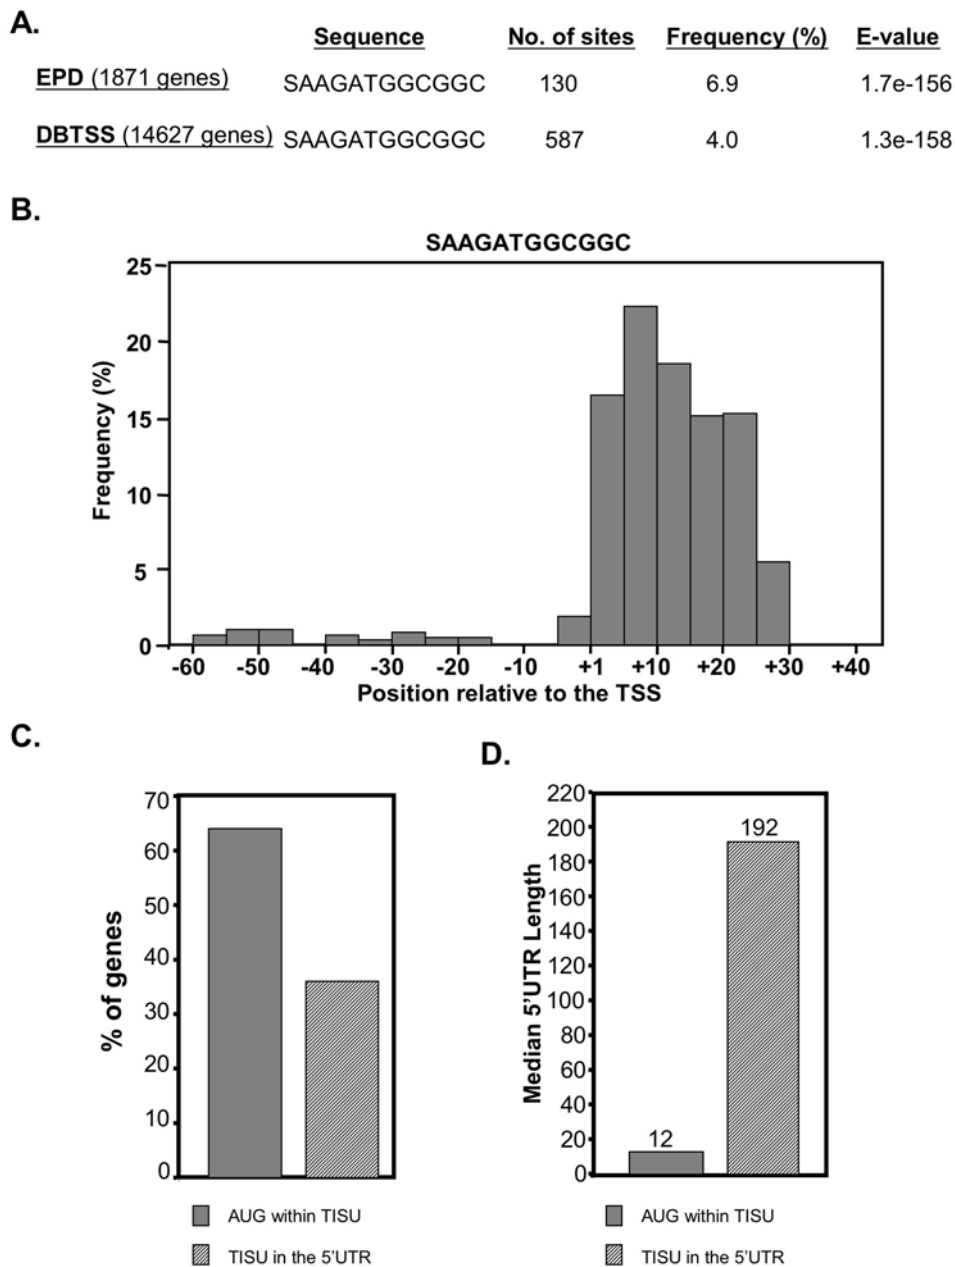 A.
Sequence No. of sites Frequency (%) E-value
EPD (1871 genes) SAAGATGGCGGC 130 6.9 1.7e-156
DBTSS (14627 genes) SAAGATGGCGGC 587 4.0 1.3e-158
B.
SAAGATGGCGGC
25
20
15
10
5
0
Frequency (%)
-60 -50 -40 -30 -20 -10 +1 +10 +20 +30 +40
Position relative to the TSS
C.
70
60
50
40
30
20
10
0
% of genes
AUG within TISU
TISU in the 5'UTR
D.
220
200
180
160
140
120
100
80
60
40
20
0
Median 5'UTR Length
12
192
AUG within TISU
TISU in the 5'UTR